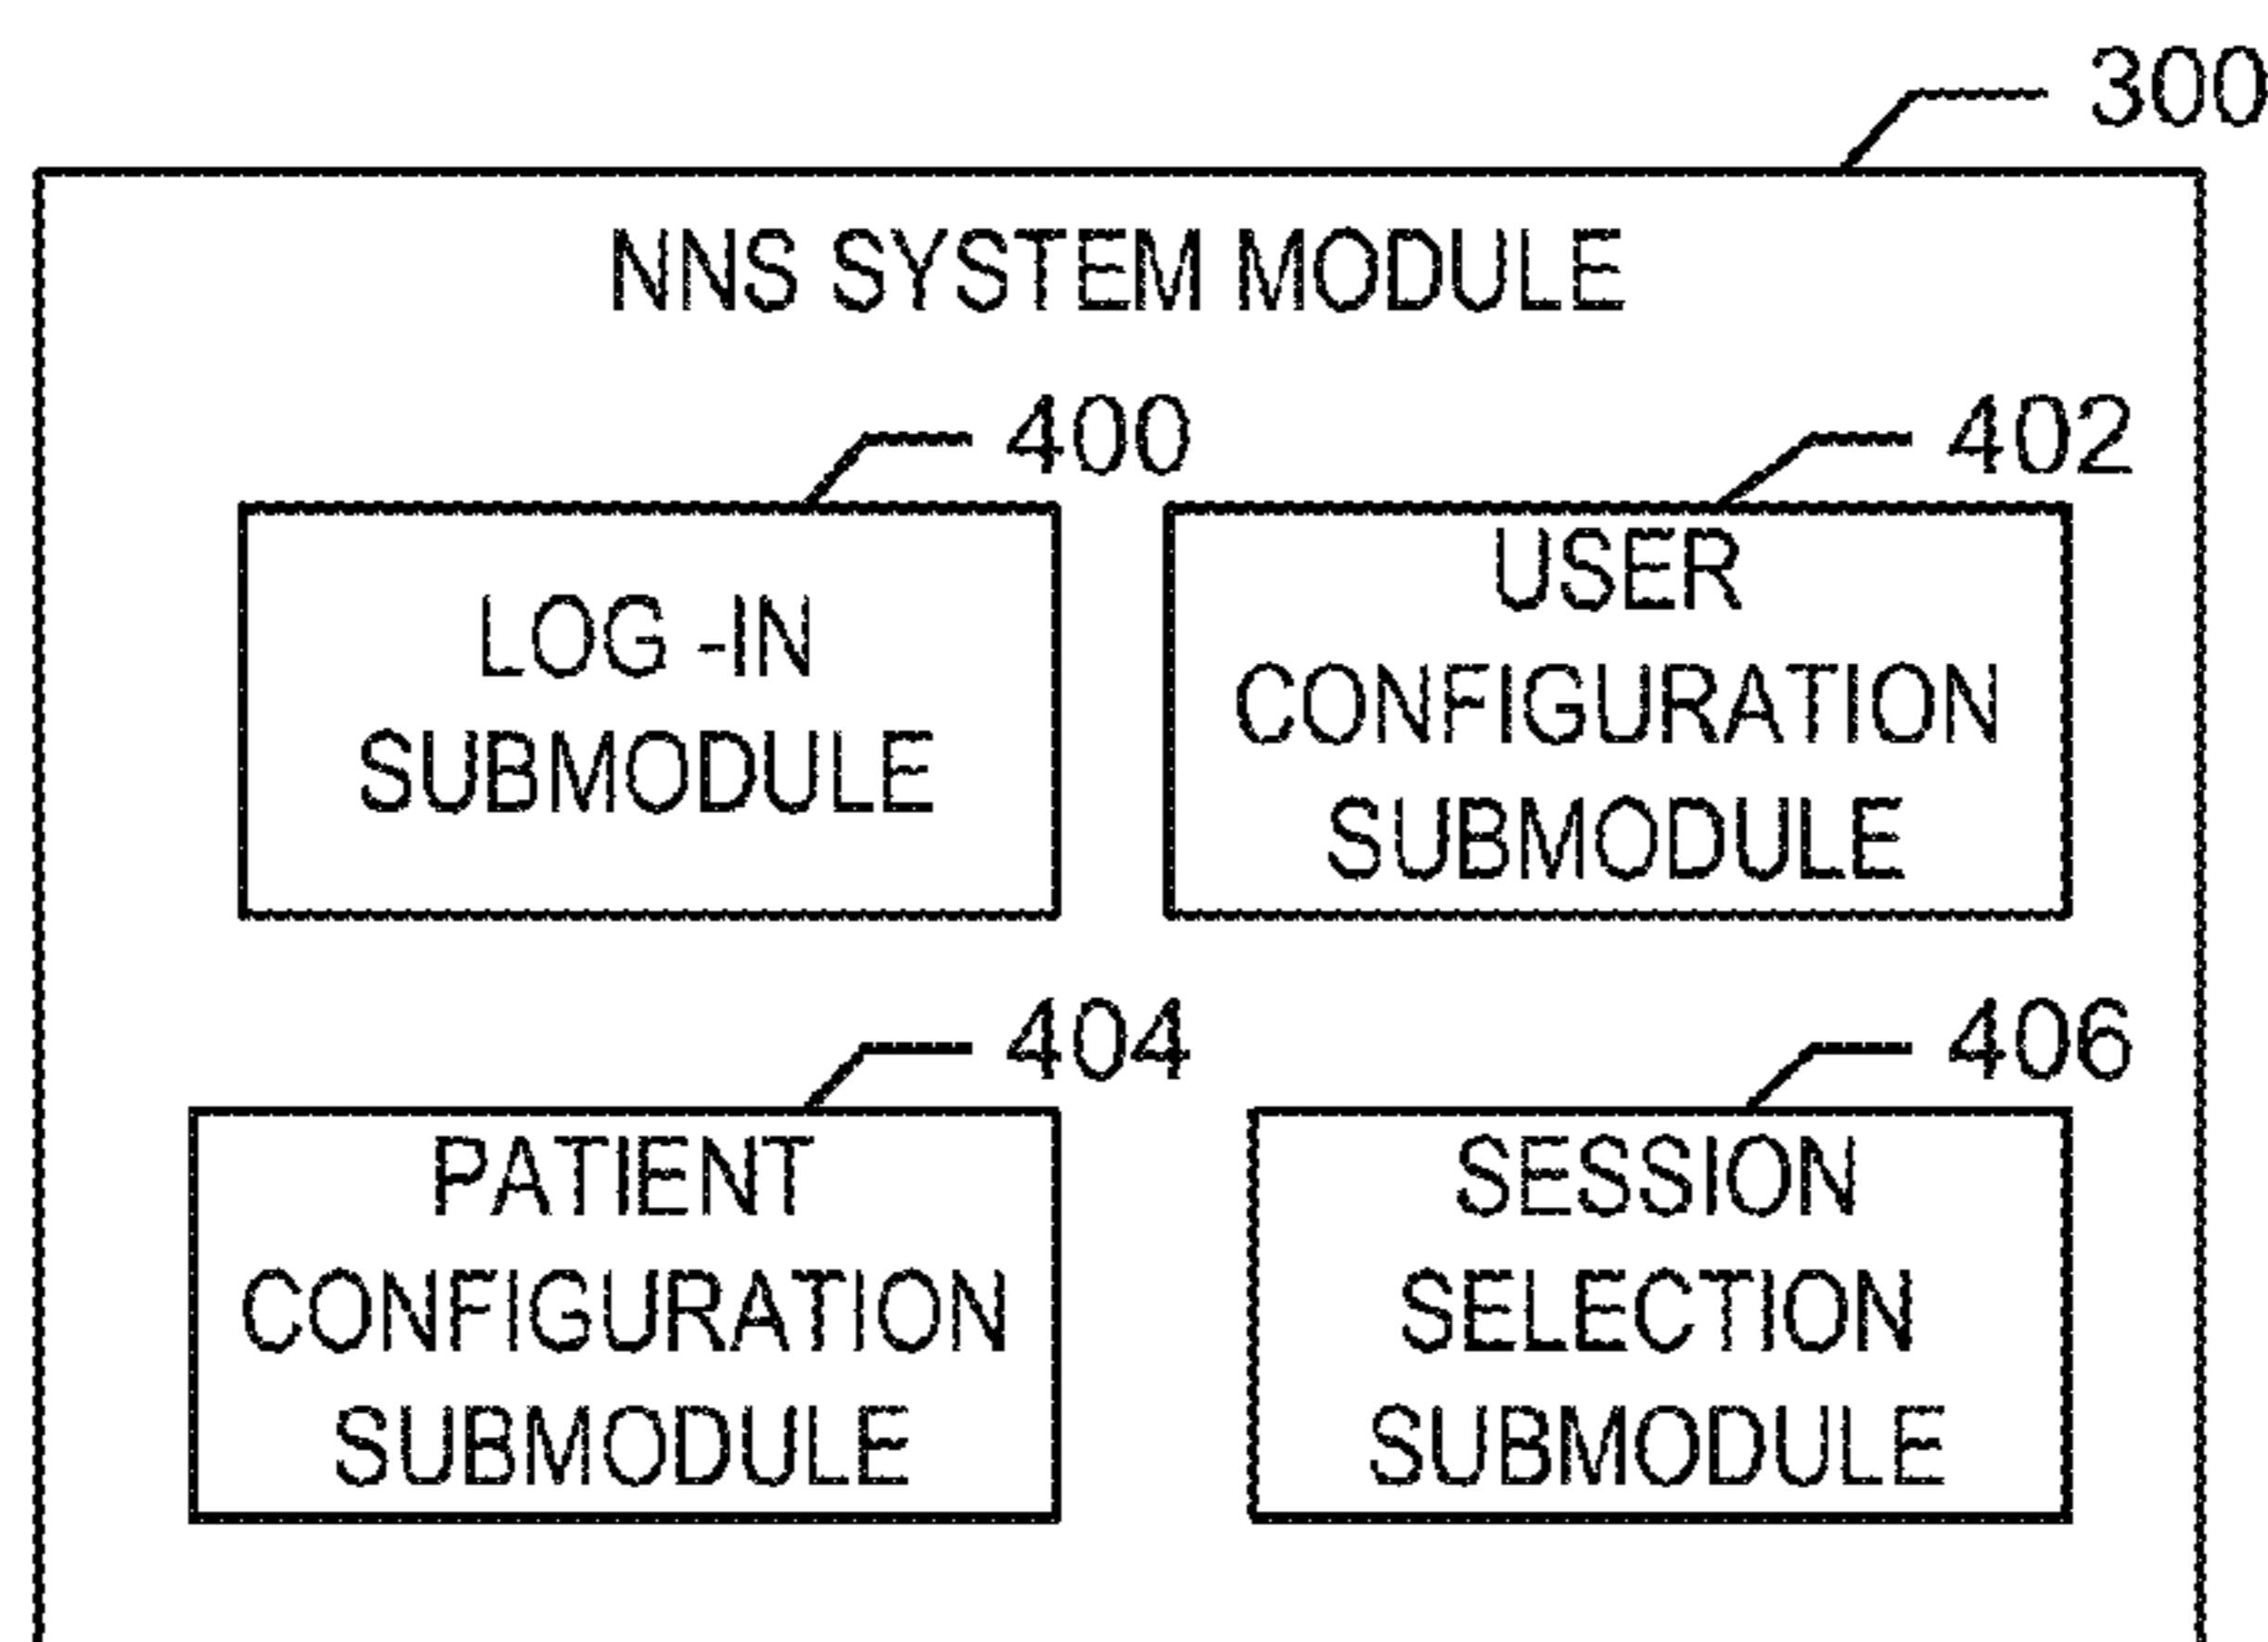 300
NNS SYSTEM MODULE
400
402
LOG -IN
SUBMODULE
USER
CONFIGURATION
SUBMODULE
404
406
PATIENT
CONFIGURATION
SUBMODULE
SESSION
SELECTION
SUBMODULE